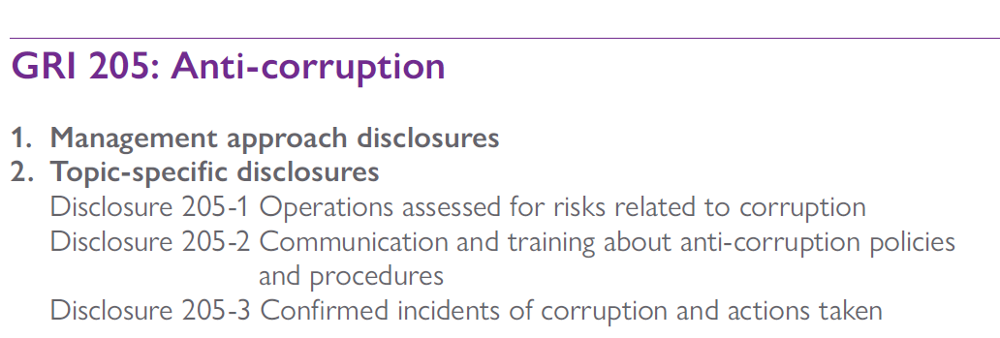 GRI 205: Anti-corruption
1. Management approach disclosures
2. Topic-specific disclosures
Disclosure 205-1 Operations assessed for risks related to corruption
Disclosure 205-2 Communication and training about anti-corruption policies
and procedures
Disclosure 205-3 Confirmed incidents of corruption and actions taken